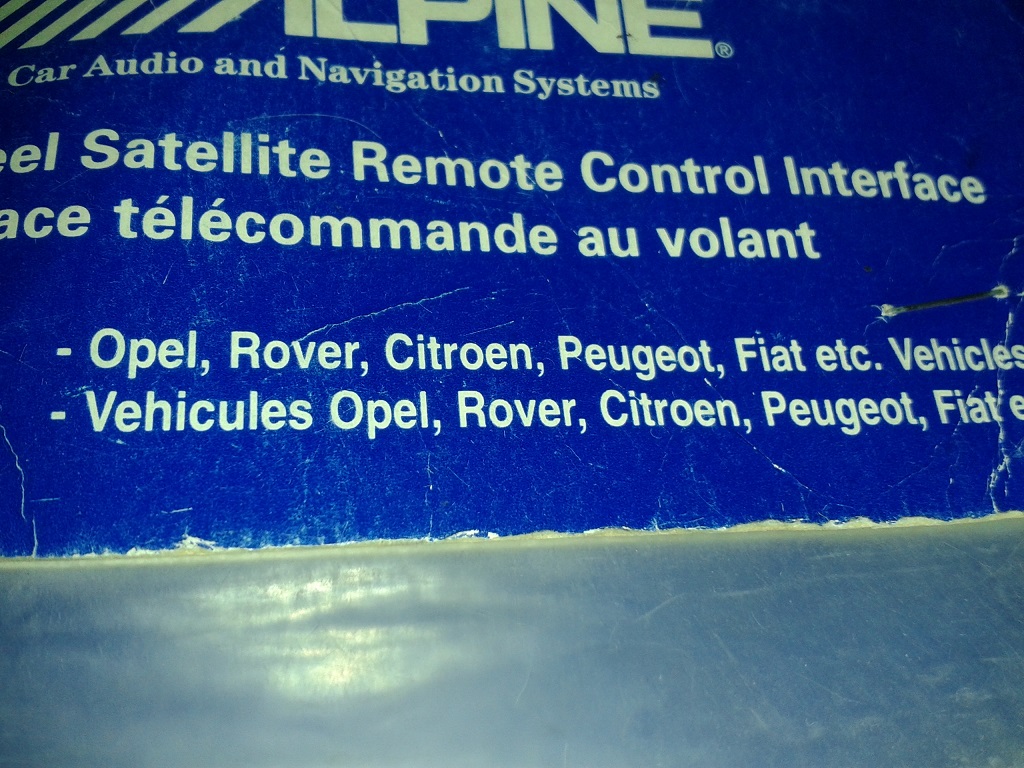 ALPINE®
Car Audio and Navigation Systems
eel Satellite Remote Control Interface
ace télécommande au volant
- Opel, Rover, Citroen, Peugeot, Fiat etc. Vehicles
- Vehicules Opel, Rover, Citroen, Peugeot, Fiat e